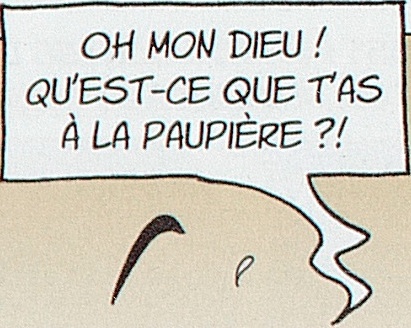 OH MON DIEU !
QU'EST-CE QUE T'AS
À LA PAUPIÈRE ?!